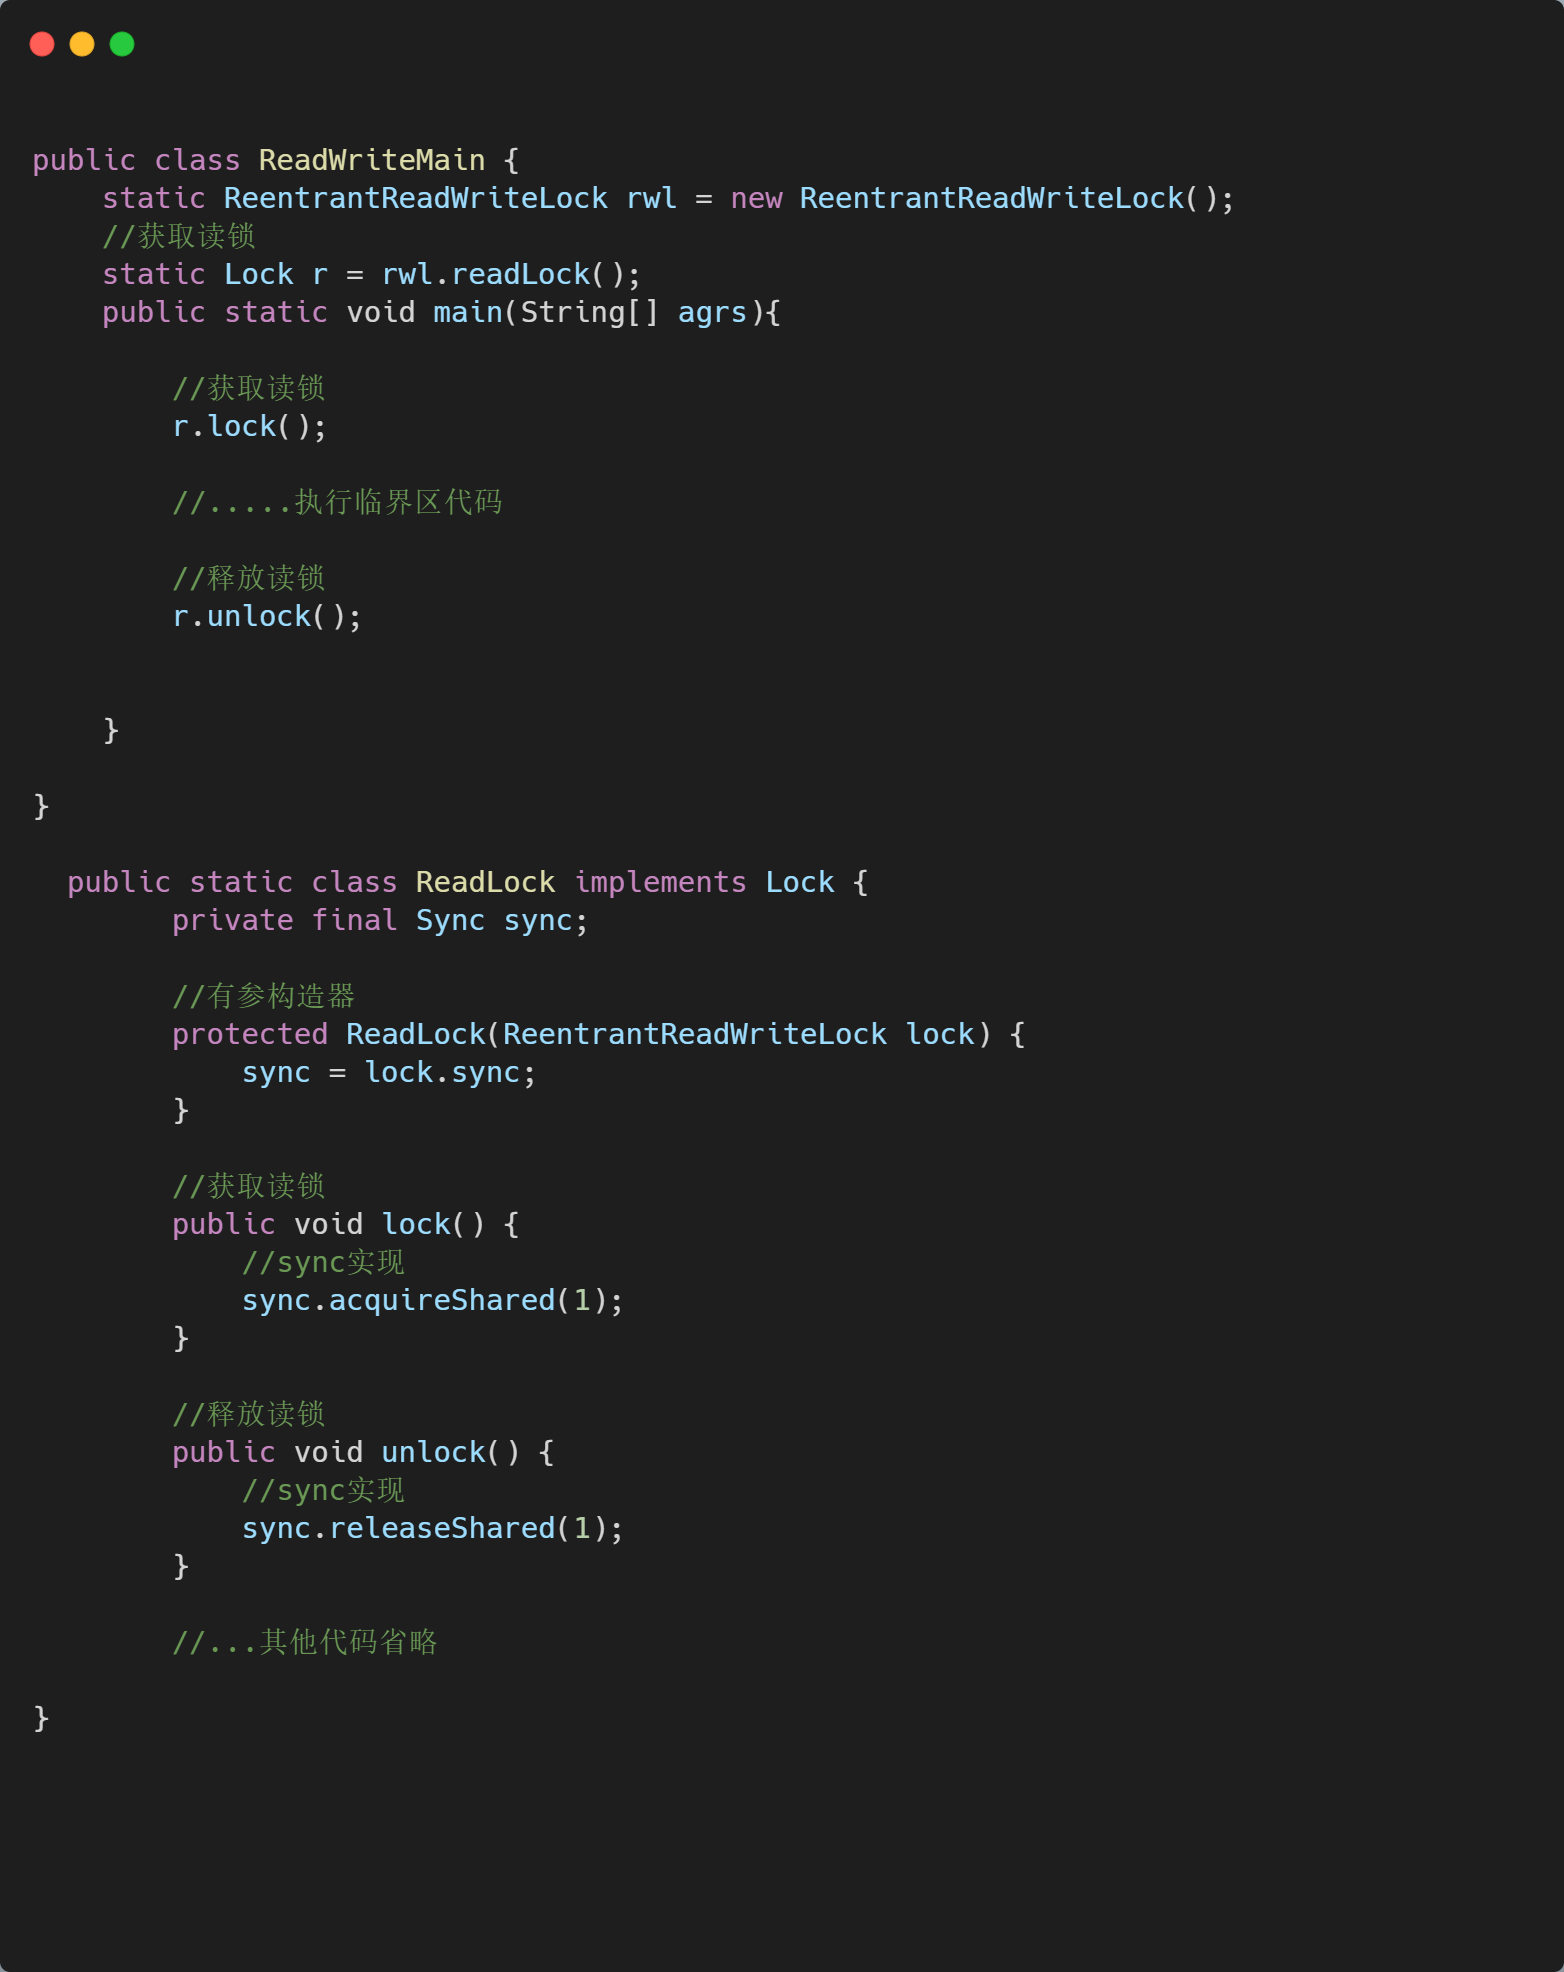 public class ReadWriteMain {
static ReentrantReadWriteLock rwl = new ReentrantReadWriteLock();
//获取读锁
static Lock r = rwl.readLock();
public static void main(String[] agrs){
//获取读锁
r.lock();
//.....执行临界区代码
//释放读锁
r.unlock();
}
}
public static class ReadLock implements Lock {
private final Sync sync;
//有参构造器
protected ReadLock(ReentrantReadWriteLock lock) {
sync = lock.sync;
}
//获取读锁
public void lock() {
//sync实现
sync.acquireShared(1);
}
//释放读锁
public void unlock() {
//sync实现
sync.releaseShared(1);
}
//...其他代码省略
}